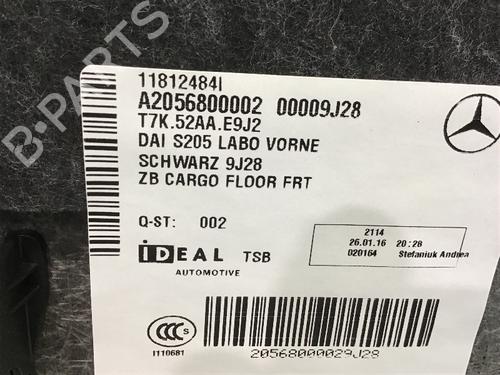 B-PARTS
11812484I
A2056800002 00009J28
T7K.52AA.E9J2
DAI S205 LABO VORNE
SCHWARZ 9J28
ZB CARGO FLOOR FRT
Q-ST: 002
iDEAL TSB
AUTOMOTIVE
2114
26.01.16 20:28
020164 Stefaniuk Andrea
CCC S
I110681
20568000029J28